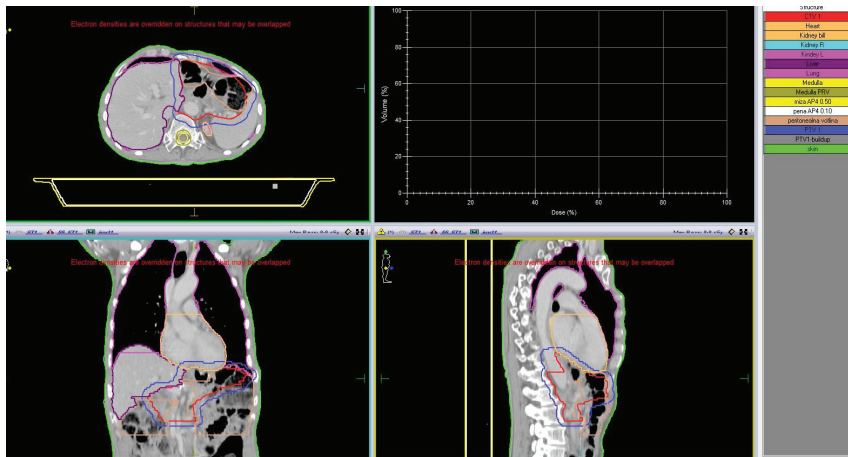 Electron densities are overridden on structures that may be overlapped
100
80
60
40
20
0
Volume (%)
0
20
40
60
80
100
Dose (%)
Structure
CTV 1
Heart
Kidney bill
Kidney R
Kindey L
Liver
Lung
Medulla
Medulla PRV
miza AP4 0.50
pena AP4 0.10
peritonealna votlina
PTV 1
PTV1-buildup
skin
Electron densities are overridden on structures that may be overlapped
Electron densities are overridden on structures that may be overlapped